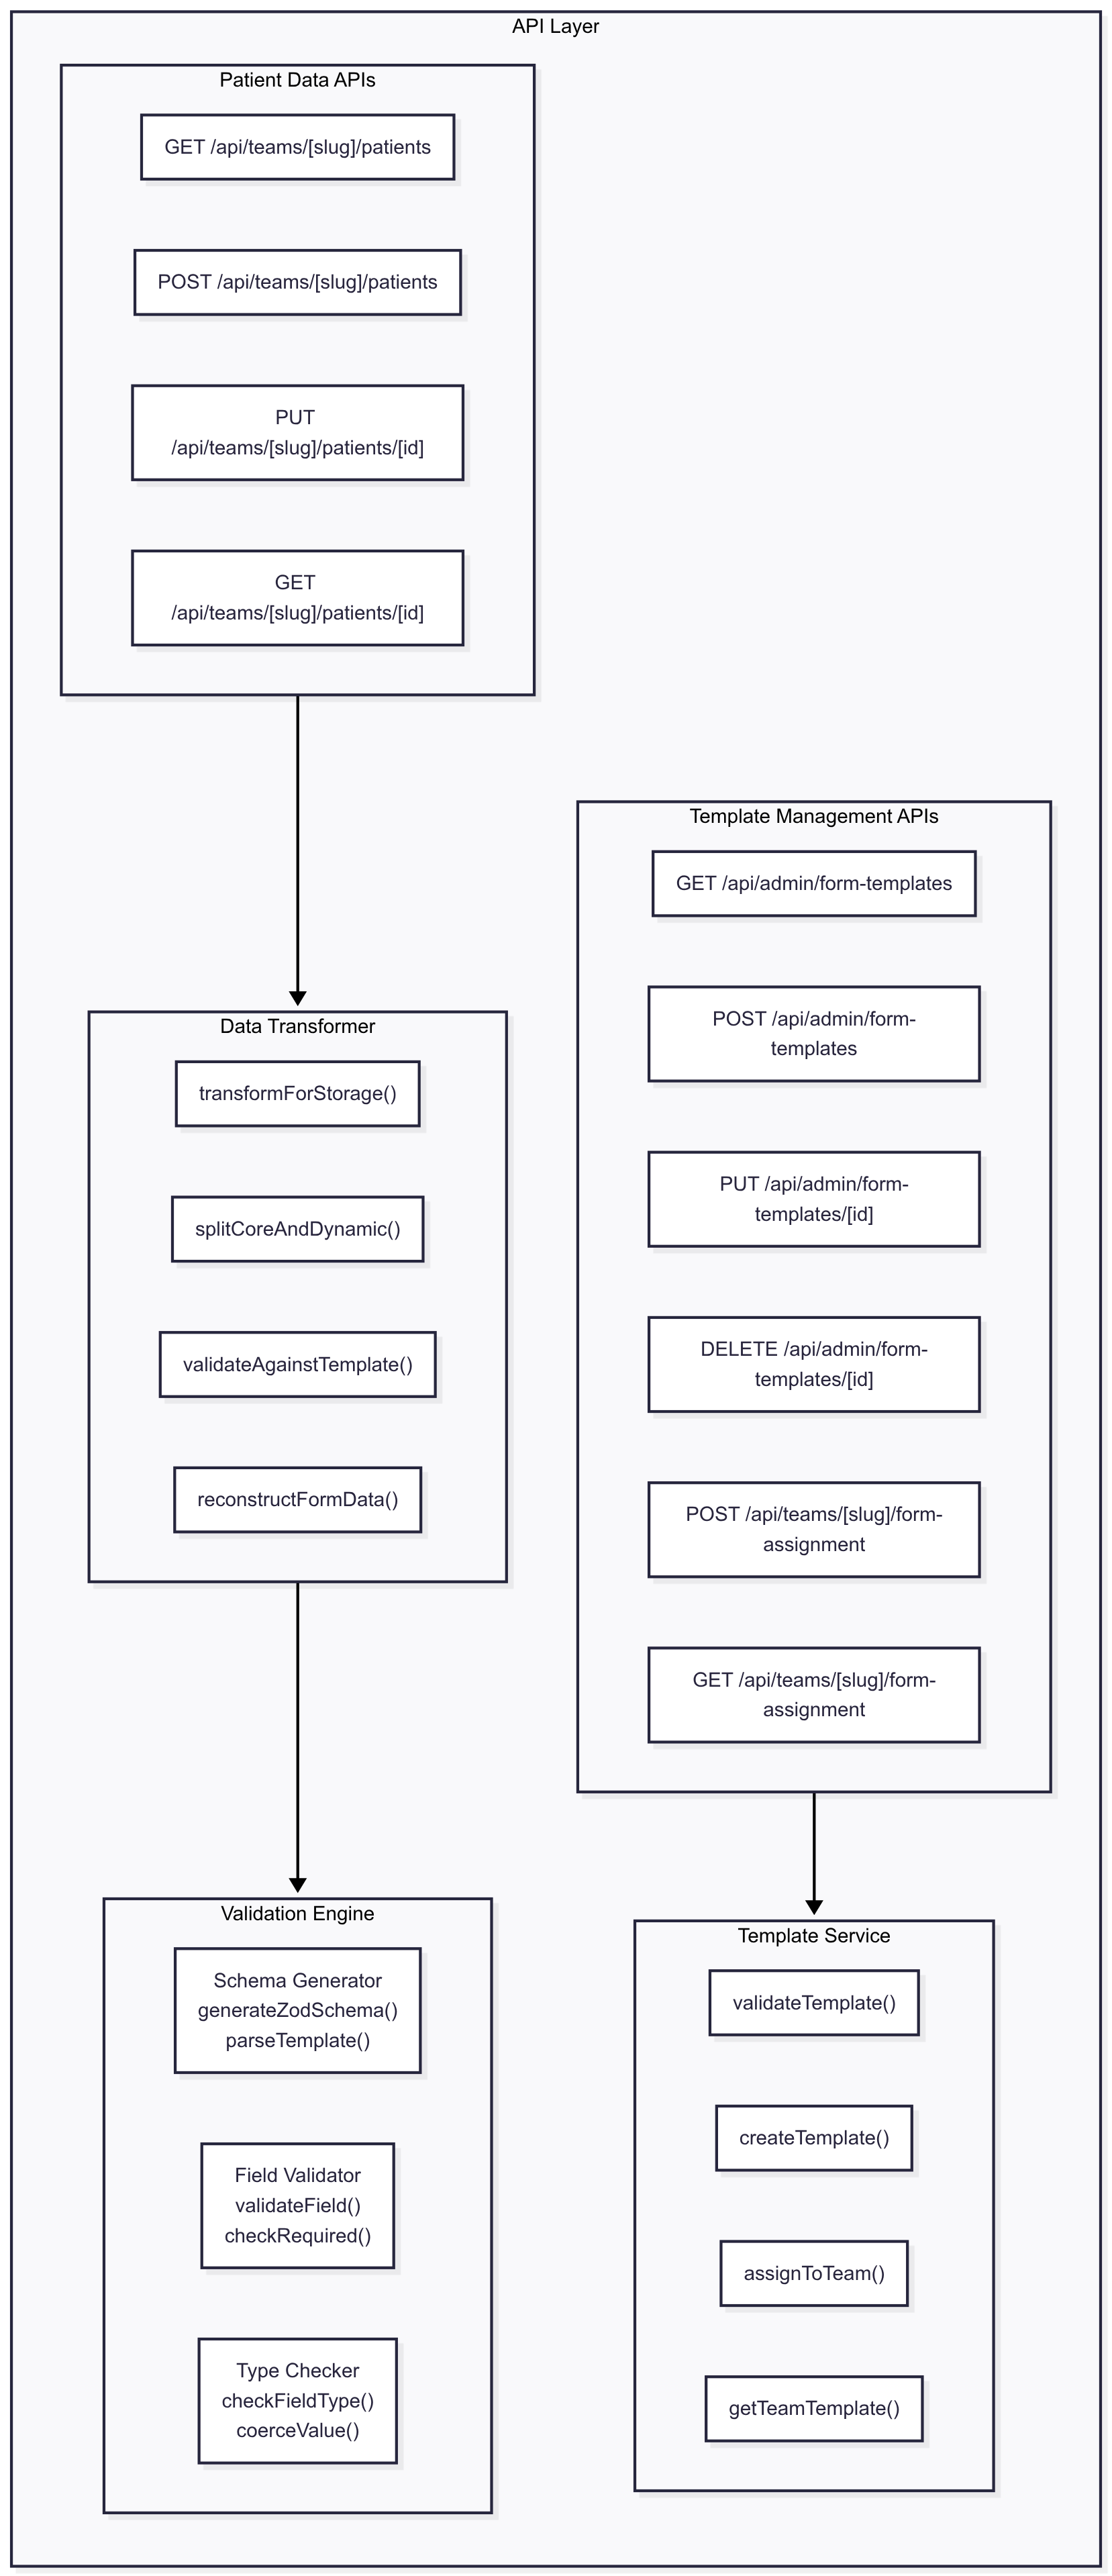 API Layer
Patient Data APIs
GET /api/teams/[slug]/patients
POST /api/teams/[slug]/patients
PUT
/api/teams/[slug]/patients/[id]
GET
/api/teams/[slug]/patients/[id]
Template Management APIs
GET /api/admin/form-templates
POST /api/admin/form-
templates
PUT /api/admin/form-
templates/[id]
DELETE /api/admin/form-
templates/[id]
POST /api/teams/[slug]/form-
assignment
GET /api/teams/[slug]/form-
assignment
Data Transformer
transformForStorage()
splitCoreAndDynamic()
validateAgainstTemplate()
reconstructFormData()
Validation Engine
Schema Generator
generateZodSchema()
parseTemplate()
Field Validator
validateField()
checkRequired()
Type Checker
checkFieldType()
coerceValue()
Template Service
validateTemplate()
createTemplate()
assignToTeam()
getTeamTemplate()